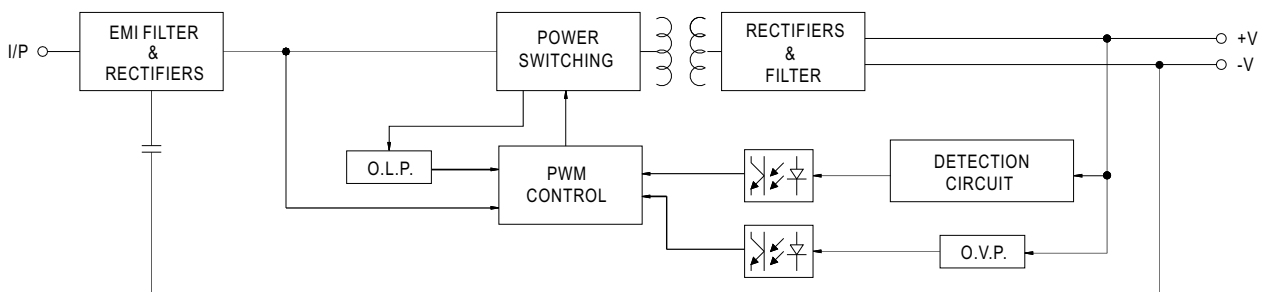 I/P
EMI FILTER
&
RECTIFIERS
POWER
SWITCHING
RECTIFIERS
&
FILTER
+V
-V
O.L.P.
PWM
CONTROL
DETECTION
CIRCUIT
O.V.P.